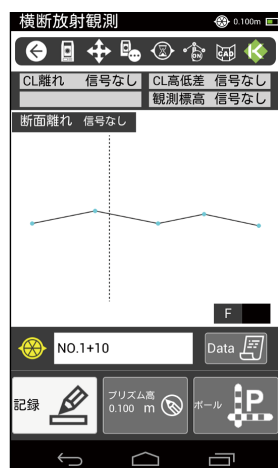 横断放射観測 0.100m
ON CAD
CL離れ 信号なし CL高低差 信号なし
観測標高 信号なし
断面離れ 信号なし
F
NO.1+10 Data
記録 プリズム高 0.100 m ポール P